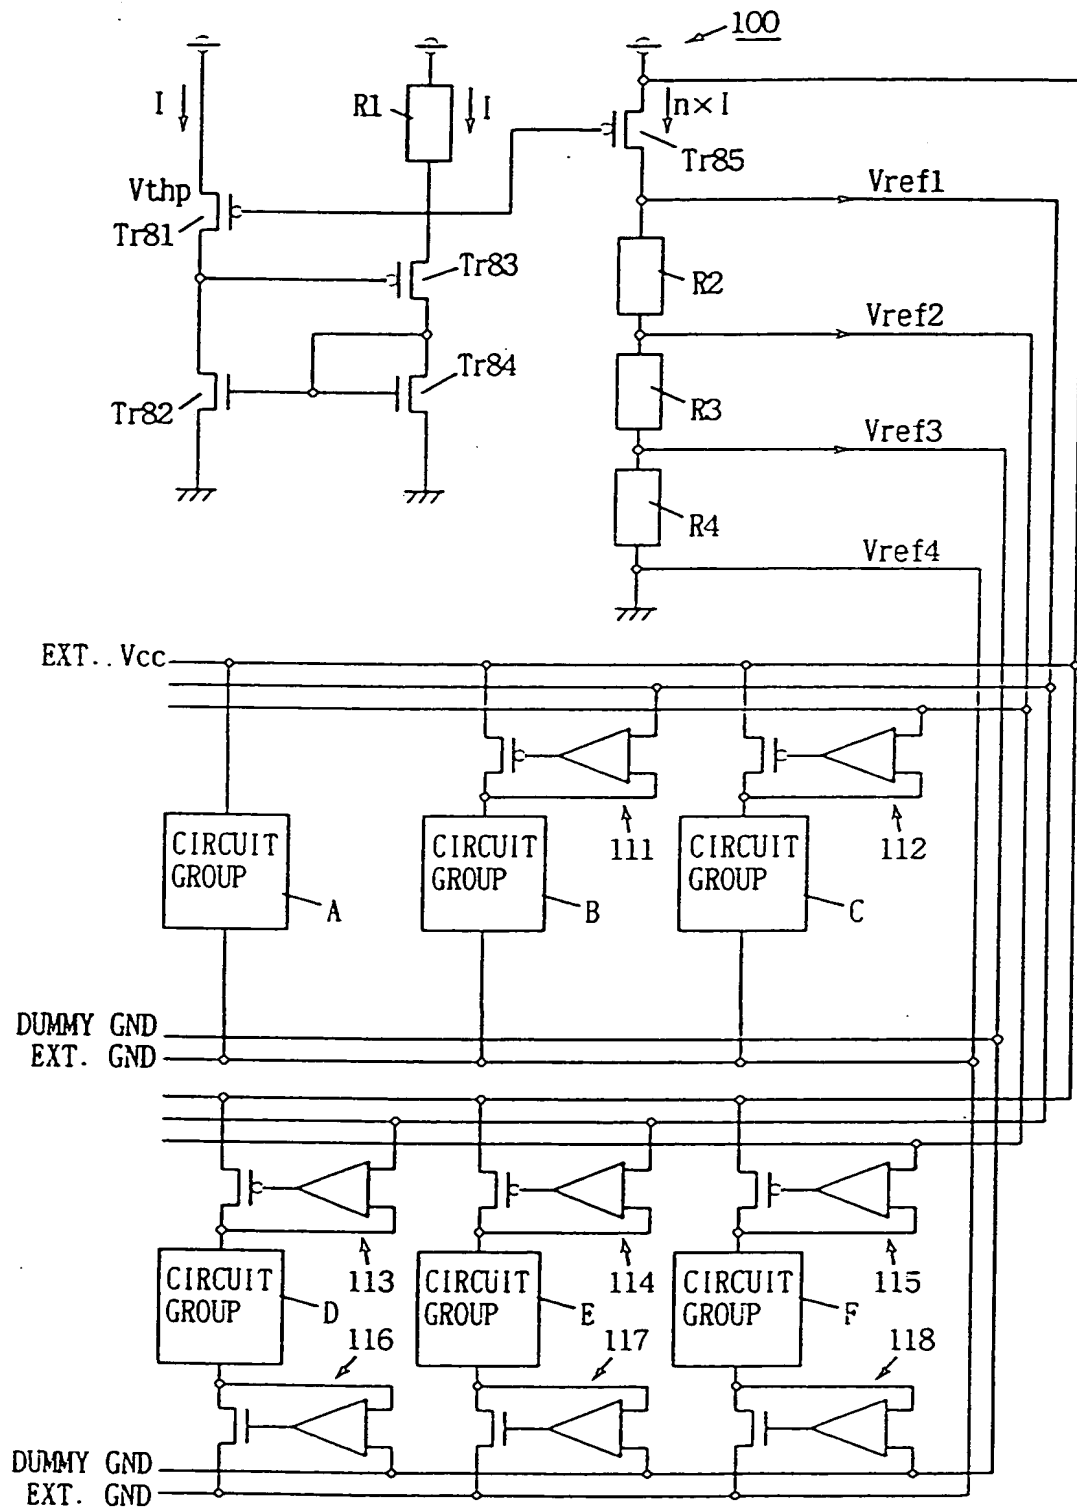 100
I
R1
I
n×I
Tr85
Vthp
Tr81
Vref1
Tr83
R2
Vref2
Tr84
Tr82
R3
Vref3
R4
Vref4
EXT. Vcc
111
112
CIRCUIT
GROUP
A
CIRCUIT
GROUP
B
CIRCUIT
GROUP
C
DUMMY GND
EXT. GND
113
114
115
CIRCUIT
GROUP
D
CIRCUIT
GROUP
E
CIRCUIT
GROUP
F
116
117
118
DUMMY GND
EXT. GND